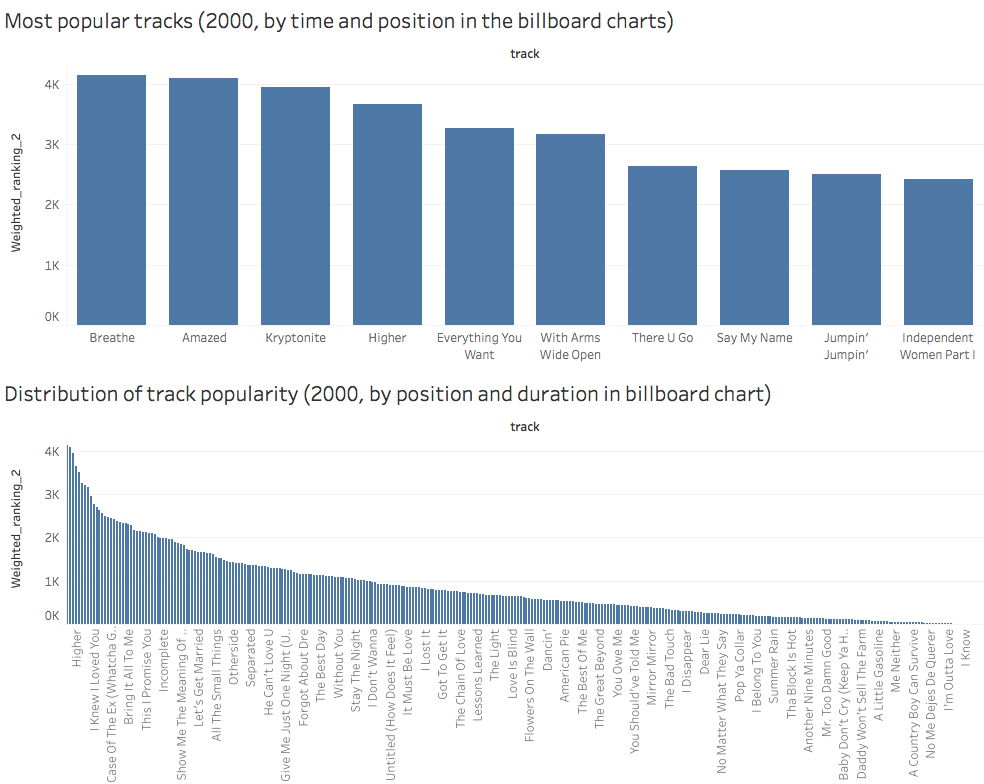 Most popular tracks (2000, by time and position in the billboard charts)
track
Weighted_ranking_2
4K
3K
2K
1K
0K
Breathe
Amazed
Kryptonite
Higher
Everything You
Want
With Arms
Wide Open
There U Go
Say My Name
Jumpin'
Jumpin'
Independent
Women Part I
Distribution of track popularity (2000, by position and duration in billboard chart)
track
Weighted_ranking_2
4K
3K
2K
1K
0K
Higher
I Knew I Loved You
Case Of The Ex (Whatcha G..
Bring It All To Me
This I Promise You
Incomplete
Show Me The Meaning Of ..
Let's Get Married
All The Small Things
Otherside
Separated
He Can't Love U
Give Me Just One Night (U..
Forgot About Dre
The Best Day
Without You
Stay The Night
I Don't Wanna
Untitled (How Does It Feel)
It Must Be Love
I Lost It
Got To Get It
The Chain Of Love
Lessons Learned
The Light
Love Is Blind
Flowers On The Wall
Dancin'
American Pie
The Best Of Me
The Great Beyond
You Owe Me
You Should've Told Me
Mirror Mirror
The Bad Touch
I Disappear
Dear Lie
No Matter What They Say
Pop Ya Collar
I Belong To You
Summer Rain
Tha Block Is Hot
Another Nine Minutes
Mr. Too Damn Good
Baby Don't Cry (Keep Ya H..
Daddy Won't Sell The Farm
A Little Gasoline
Me Neither
A Country Boy Can Survive
No Me Dejes De Querer
I'm Outta Love
I Know